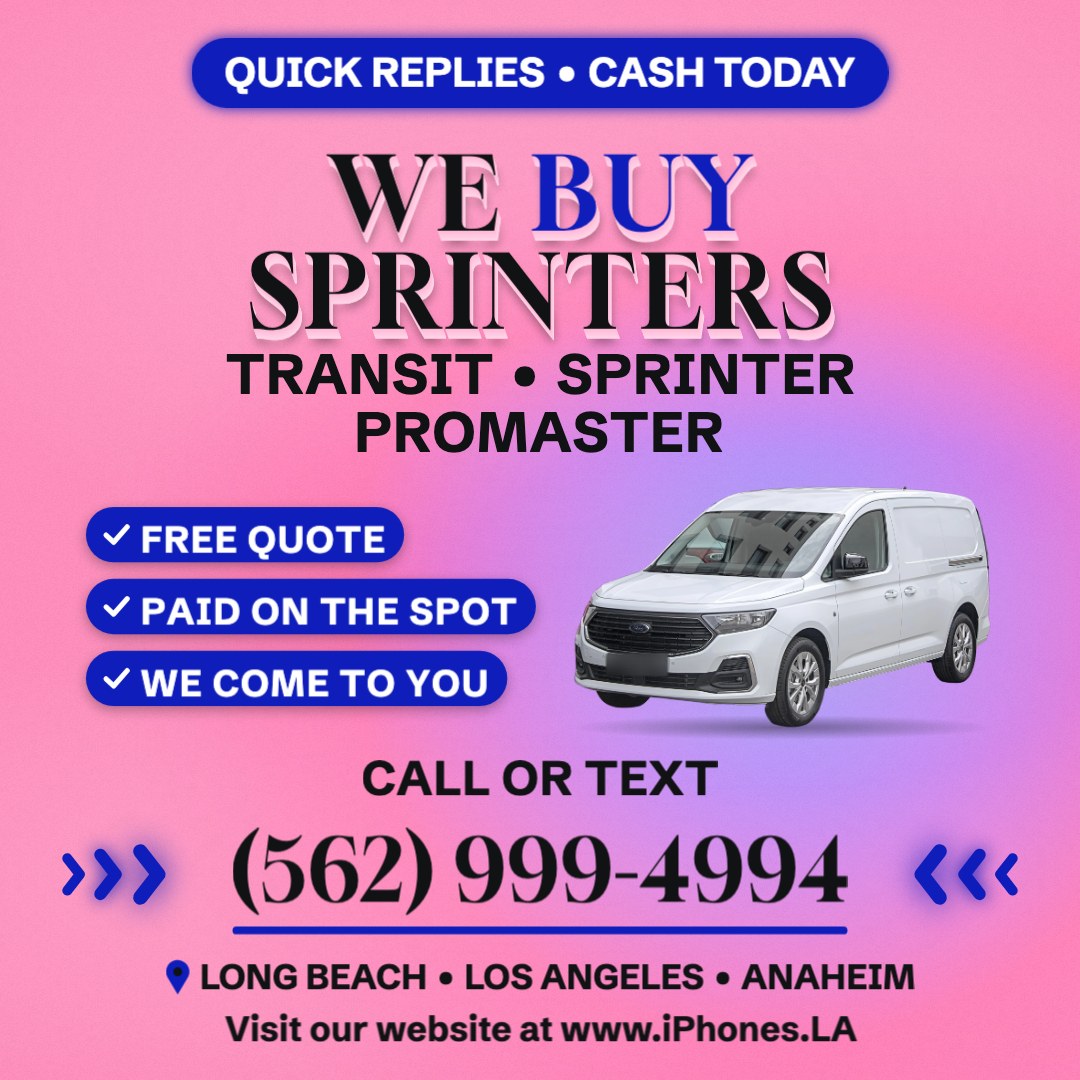 QUICK REPLIES • CASH TODAY
WE BUY
SPRINTERS
TRANSIT • SPRINTER
PROMASTER
FREE QUOTE
PAID ON THE SPOT
WE COME TO YOU
CALL OR TEXT
(562) 999-4994
LONG BEACH • LOS ANGELES • ANAHEIM
Visit our website at www.iPhones.LA